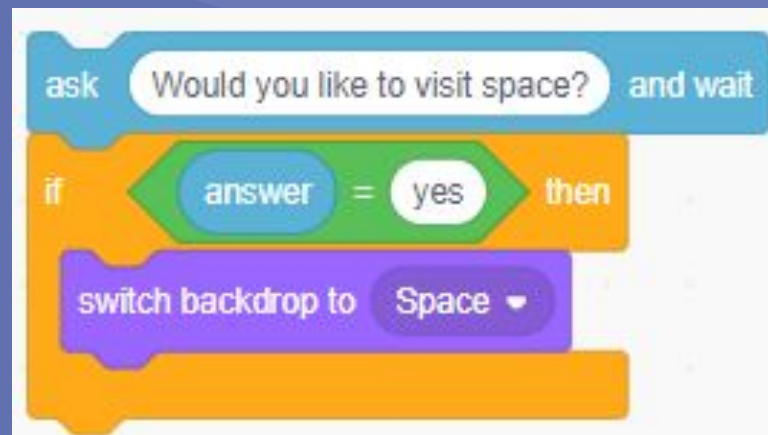 ask Would you like to visit space? and wait
if answer = yes then
switch backdrop to Space